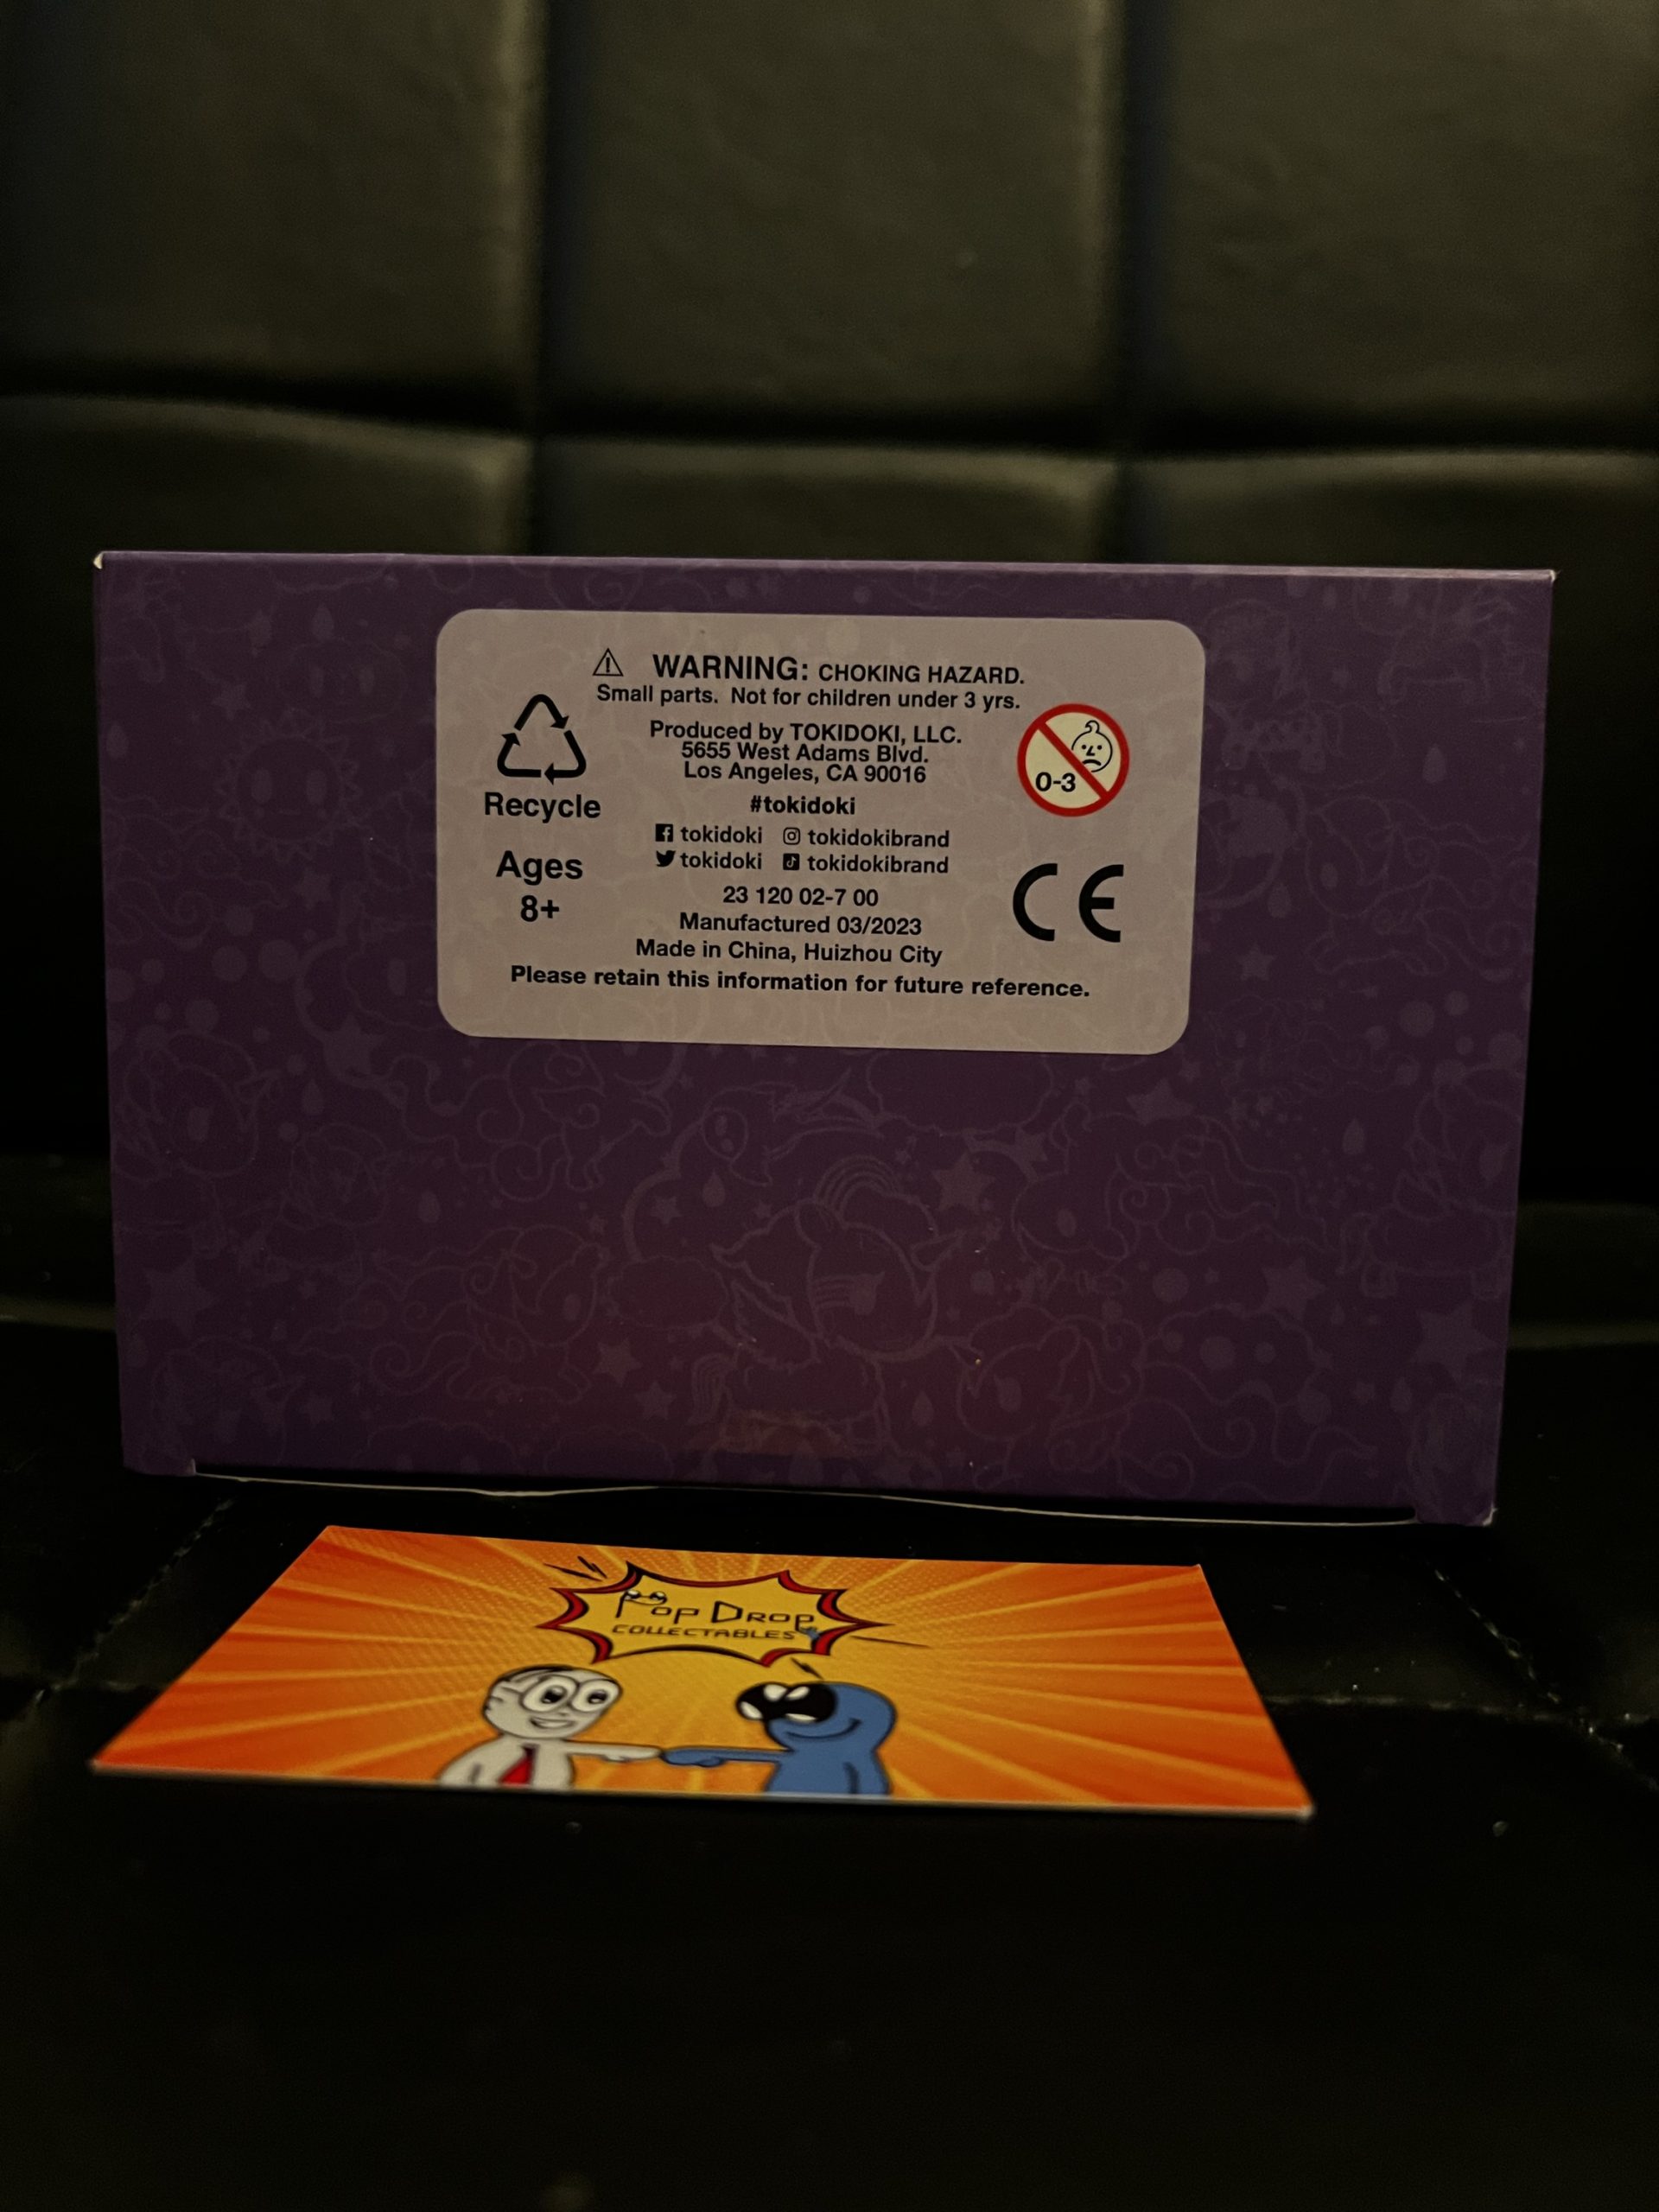 WARNING: CHOKING HAZARD.
Small parts. Not for children under 3 yrs.
Produced by TOKIDOKI, LLC.
5655 West Adams Blvd.
Los Angeles, CA 90016
#tokidoki
tokidoki tokidokibrand
tokidoki tokidokibrand
23 120 02-7 00
Manufactured 03/2023
Made in China, Huizhou City
Please retain this information for future reference.
Recycle
Ages
8+
0-3
CE
POP DROP
COLLECTABLES